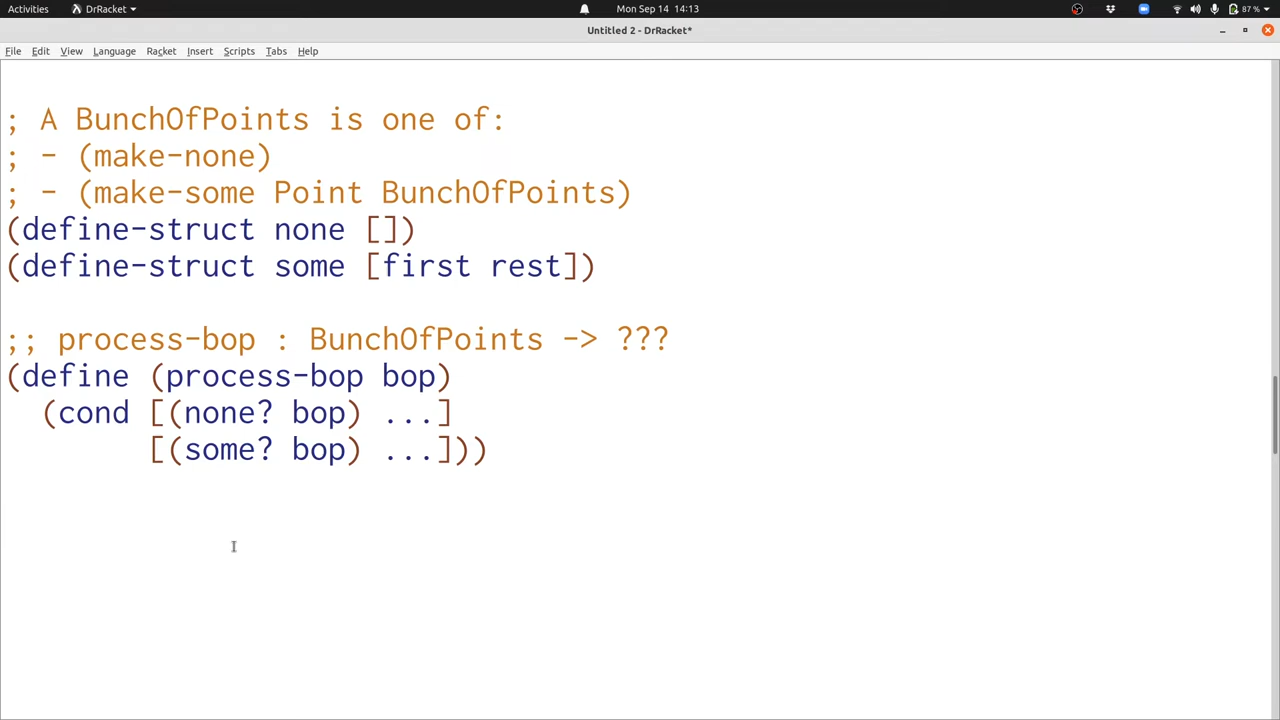 Activities DrRacket Mon Sep 14 14:13 87 %
Untitled 2 - DrRacket*
File Edit View Language Racket Insert Scripts Tabs Help
; A BunchOfPoints is one of:
; - (make-none)
; - (make-some Point BunchOfPoints)
(define-struct none [])
(define-struct some [first rest])
;; process-bop : BunchOfPoints -> ???
(define (process-bop bop)
(cond [(none? bop) ...]
[(some? bop) ...]))